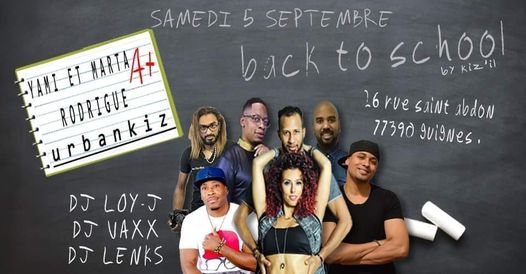 SAMEDI 5 SEPTEMBRE
back to school
by kiz'il
YAMI ET MARTA
A+
RODRIGUE
urbankiz
16 rue saint abdon
77390 guignes.
DJ LOY-J
DJ VAXX
DJ LENKS